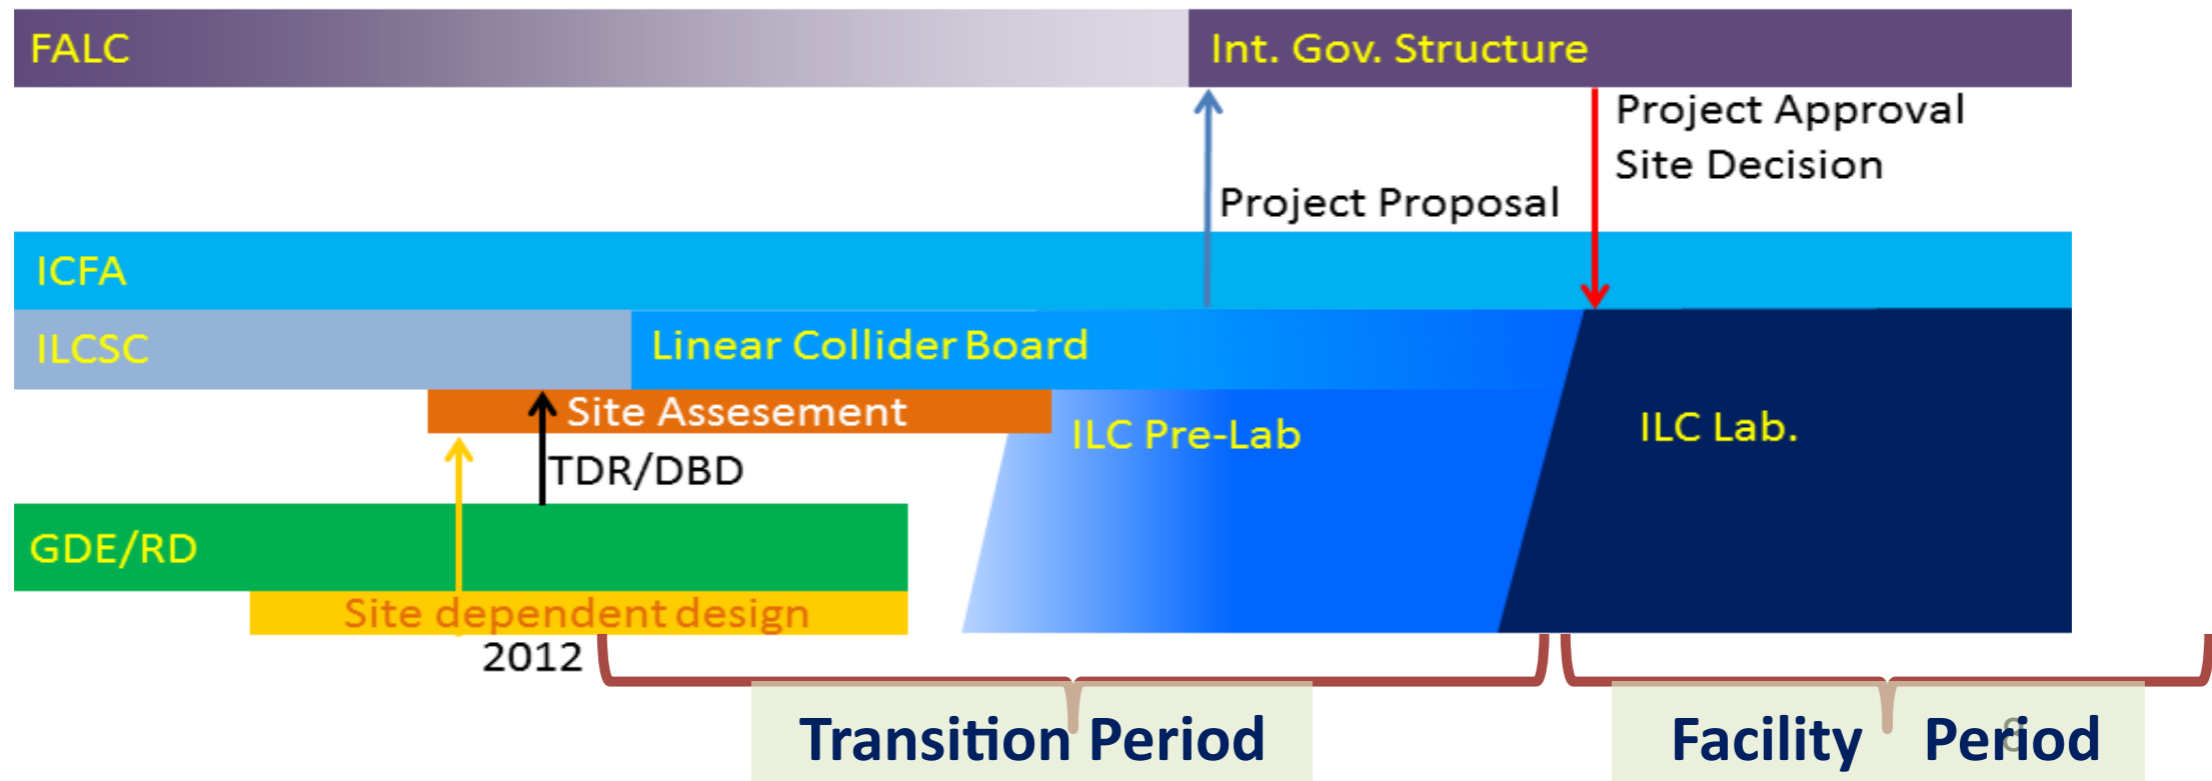 FALC
Int. Gov. Structure
Project Approval
Site Decision
Project Proposal
ICFA
ILCSC
Linear Collider Board
Site Assesement
ILC Pre-Lab
ILC Lab.
TDR/DBD
GDE/RD
Site dependent design
2012
Transition Period
Facility Period
8